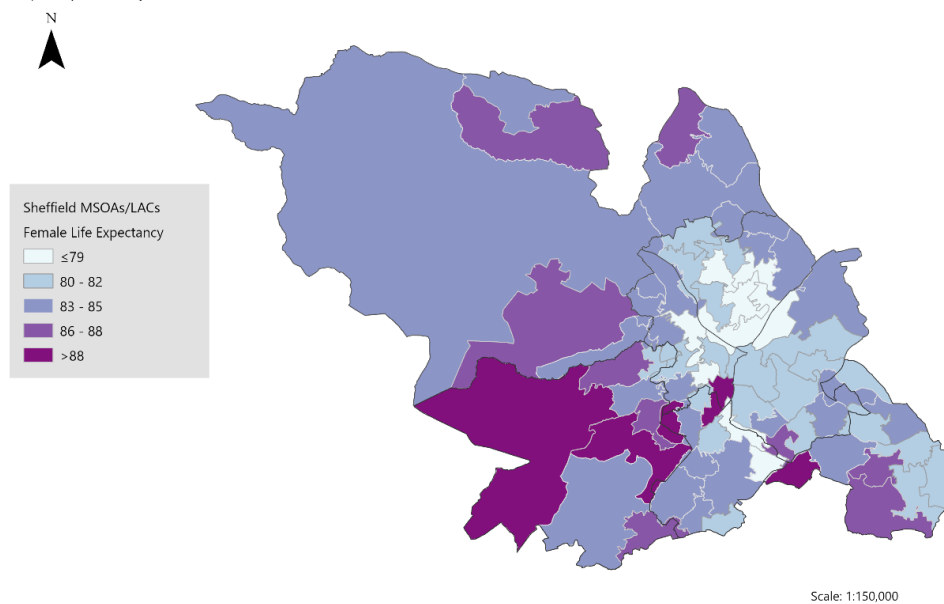 N
Sheffield MSOAs/LACs
Female Life Expectancy
≤79
80 - 82
83 - 85
86 - 88
>88
Scale: 1:150,000